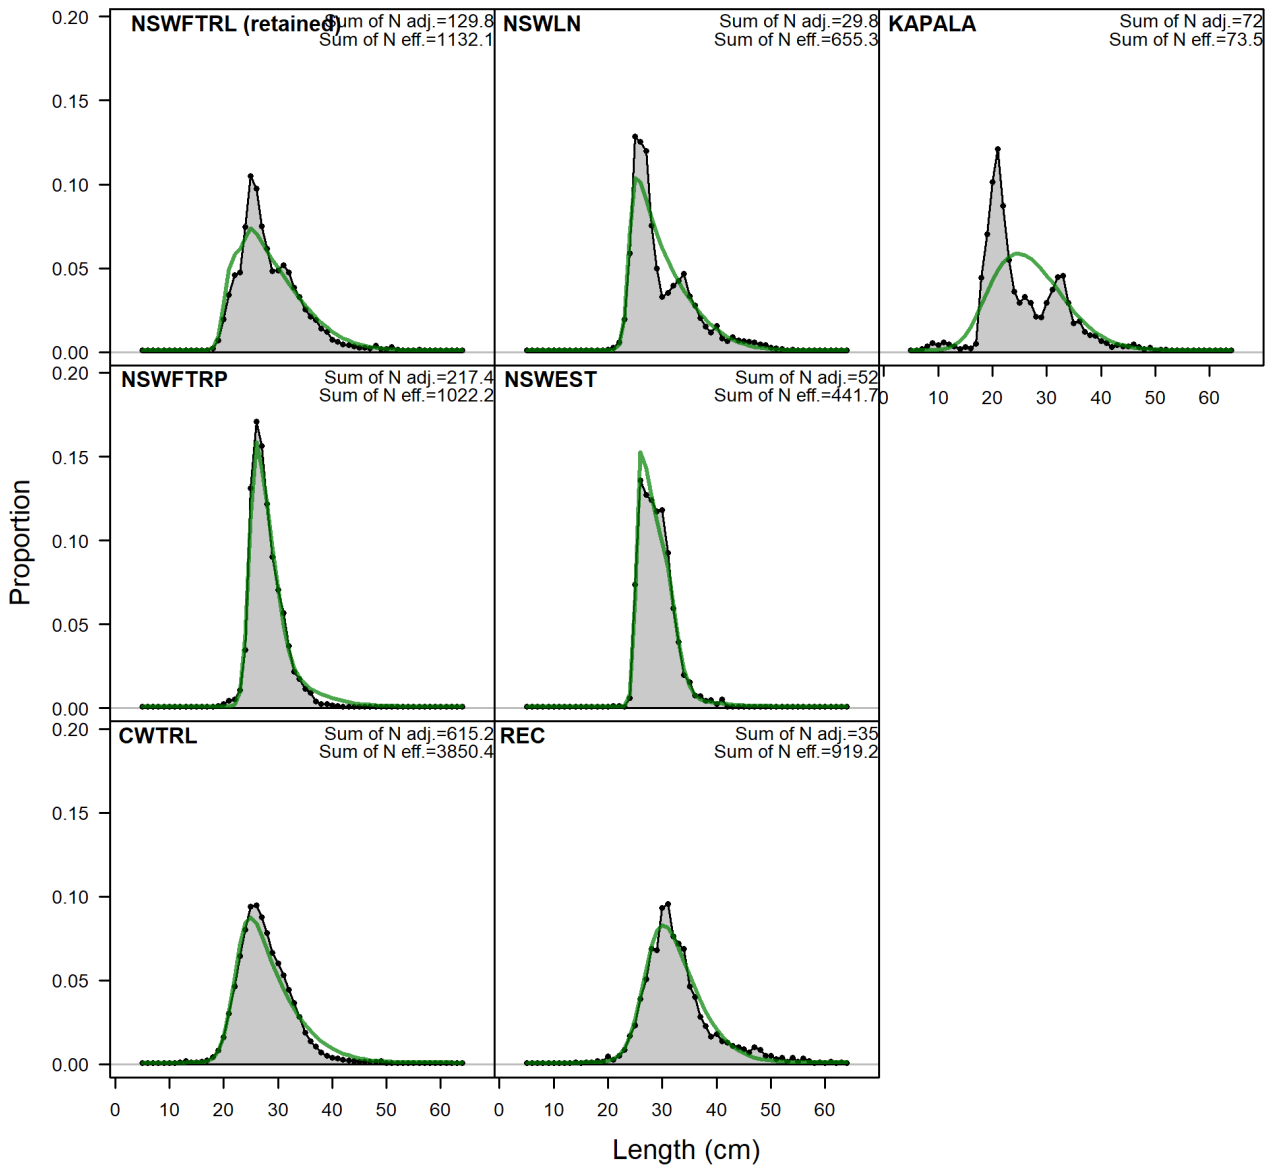 NSWFTRL (retained)
Sum of N adj.=129.8
Sum of N eff.=1132.1
NSWLN
Sum of N adj.=29.8
Sum of N eff.=655.3
KAPALA
Sum of N adj.=72
Sum of N eff.=73.5
0.20
0.15
0.10
0.05
0.00
0 10 20 30 40 50 60
NSWFTRP
Sum of N adj.=217.4
Sum of N eff.=1022.2
NSWEST
Sum of N adj.=52
Sum of N eff.=441.7
0.20
0.15
0.10
0.05
0.00
Proportion
CWTRL
Sum of N adj.=615.2
Sum of N eff.=3850.4
REC
Sum of N adj.=35
Sum of N eff.=919.2
0.20
0.15
0.10
0.05
0.00
0 10 20 30 40 50 60
0 10 20 30 40 50 60
Length (cm)